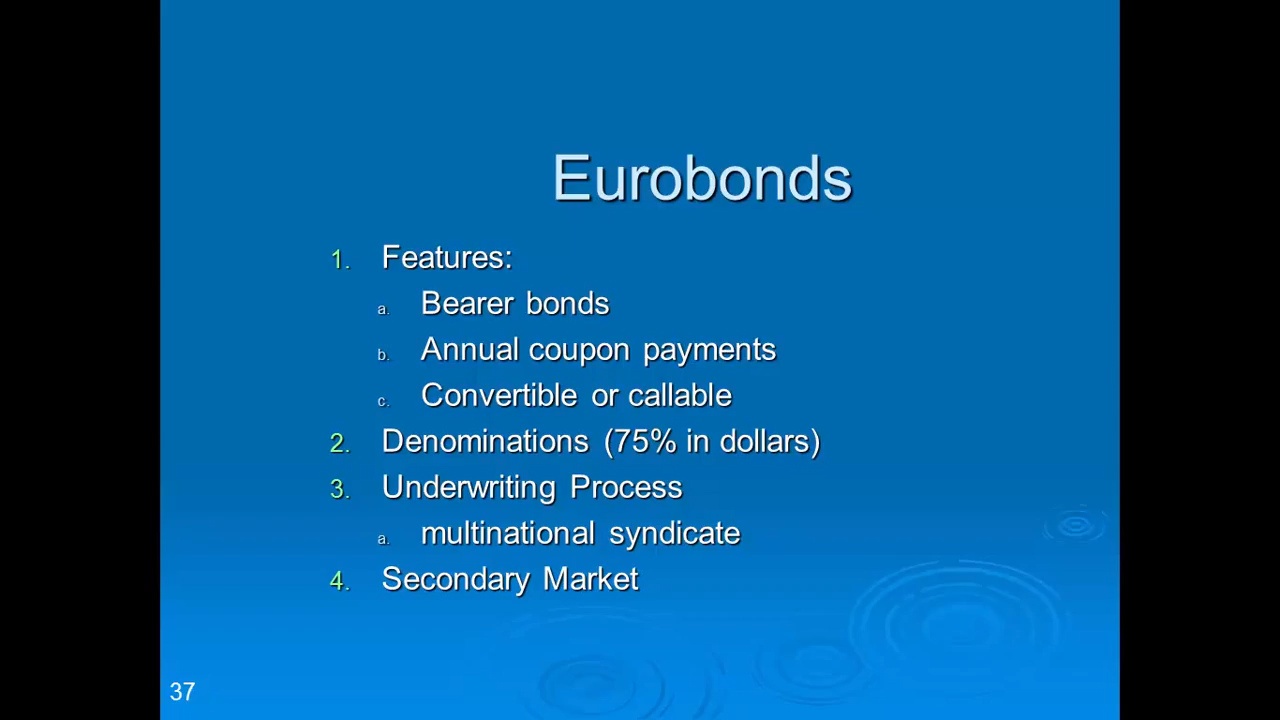 Eurobonds
1. Features:
a. Bearer bonds
b. Annual coupon payments
c. Convertible or callable
2. Denominations (75% in dollars)
3. Underwriting Process
a. multinational syndicate
4. Secondary Market
37